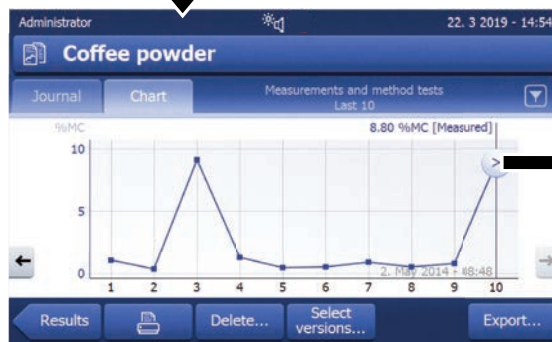 Administrator 22. 3 2019 - 14:54
Coffee powder
Journal Chart Measurements and method tests
Last 10
%MC 8.80 %MC [Measured]
10
>
5
0
2. May 2014 - 18:48
1 2 3 4 5 6 7 8 9 10
Results Delete... Select
versions... Export...